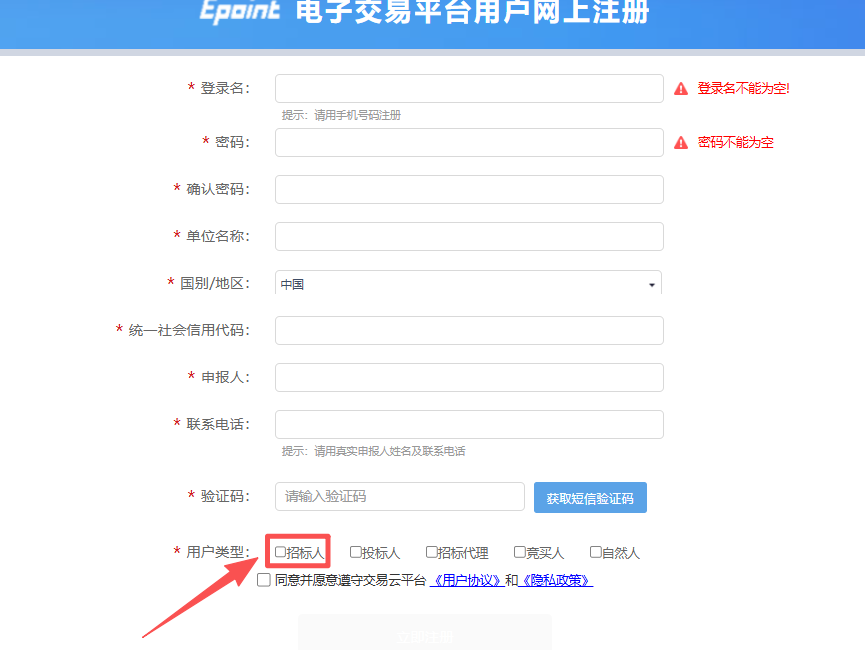 Epoint 电子交易平台用户网上注册
* 登录名: 登录名不能为空!
提示: 请用手机号码注册
* 密码: 密码不能为空
* 确认密码:
* 单位名称:
* 国别/地区: 中国
* 统一社会信用代码:
* 申报人:
* 联系电话:
提示: 请用真实申报人姓名及联系电话
* 验证码: 请输入验证码 获取短信验证码
* 用户类型: 招标人 投标人 招标代理 竞买人 自然人
同意并愿意遵守交易云平台《用户协议》和《隐私政策》
立即注册